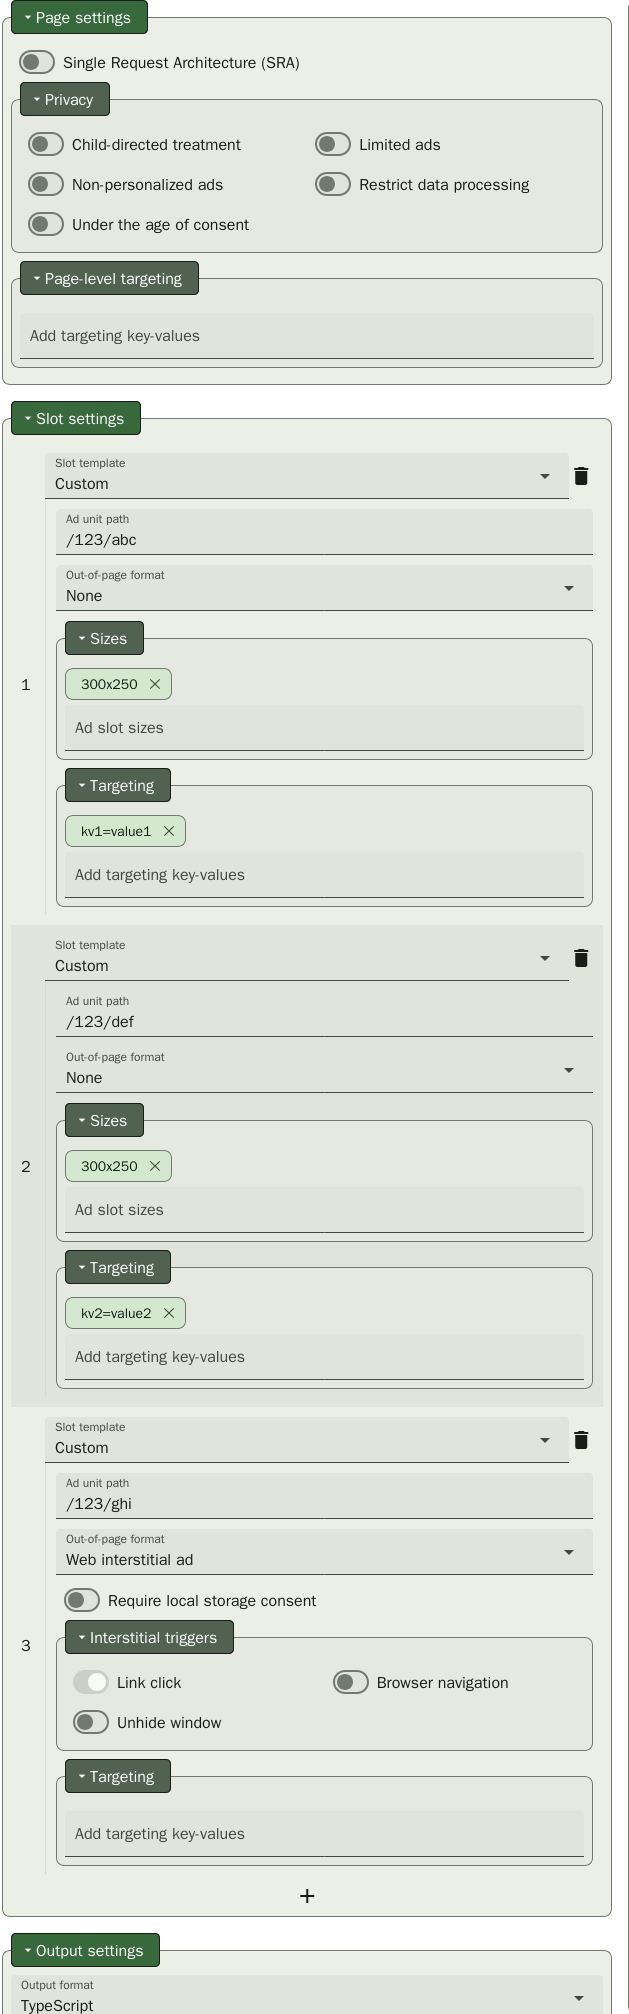 Page settings
Single Request Architecture (SRA)
Privacy
Child-directed treatment
Limited ads
Non-personalized ads
Restrict data processing
Under the age of consent
Page-level targeting
Add targeting key-values
Slot settings
1
Slot template
Custom
Ad unit path
/123/abc
Out-of-page format
None
Sizes
300x250
Ad slot sizes
Targeting
kv1=value1
Add targeting key-values
2
Slot template
Custom
Ad unit path
/123/def
Out-of-page format
None
Sizes
300x250
Ad slot sizes
Targeting
kv2=value2
Add targeting key-values
3
Slot template
Custom
Ad unit path
/123/ghi
Out-of-page format
Web interstitial ad
Require local storage consent
Interstitial triggers
Link click
Browser navigation
Unhide window
Targeting
Add targeting key-values
+
Output settings
Output format
TypeScript